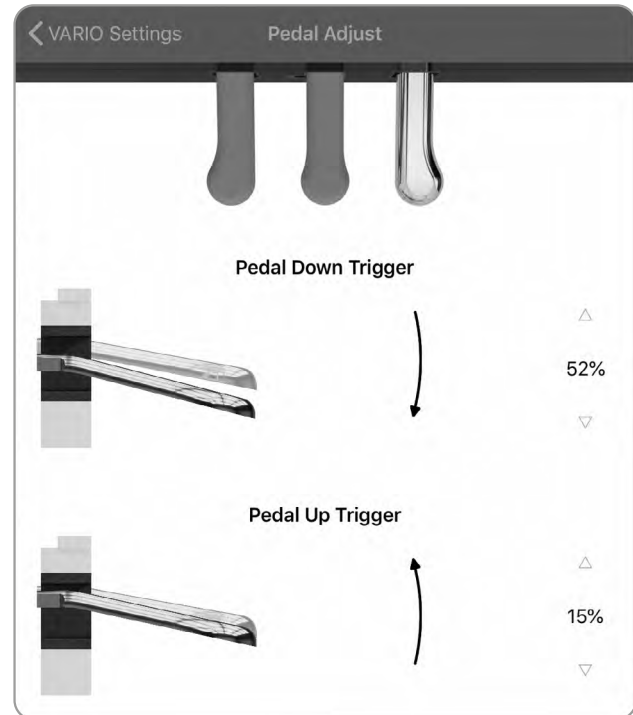 VARIO Settings
Pedal Adjust
Pedal Down Trigger
52%
Pedal Up Trigger
15%